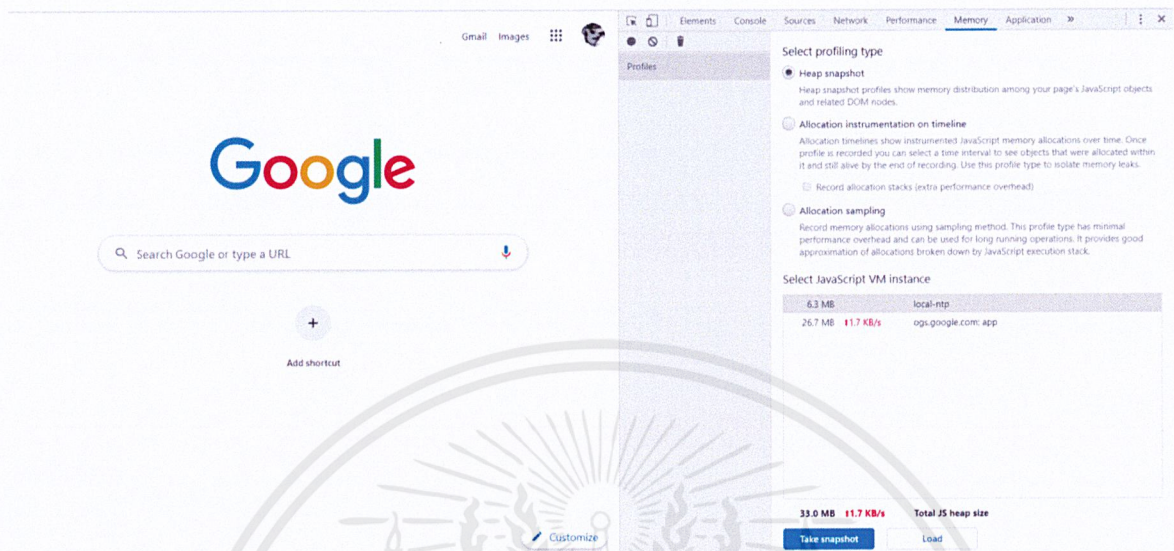 Gmail Images
Google
Search Google or type a URL
Add shortcut
Customize
Elements Console Sources Network Performance Memory Application »
Profiles
Select profiling type
Heap snapshot
Heap snapshot profiles show memory distribution among your page's JavaScript objects
and related DOM nodes.
Allocation instrumentation on timeline
Allocation timelines show instrumented JavaScript memory allocations over time. Once
profile is recorded you can select a time interval to see objects that were allocated within
it and still alive by the end of recording. Use this profile type to isolate memory leaks.
Record allocation stacks (extra performance overhead)
Allocation sampling
Record memory allocations using sampling method. This profile type has minimal
performance overhead and can be used for long running operations. It provides good
approximation of allocations broken down by JavaScript execution stack.
Select JavaScript VM instance
6.3 MB local-ntp
26.7 MB ⬆1.7 KB/s ogs.google.com: app
33.0 MB ⬆1.7 KB/s Total JS heap size
Take snapshot Load